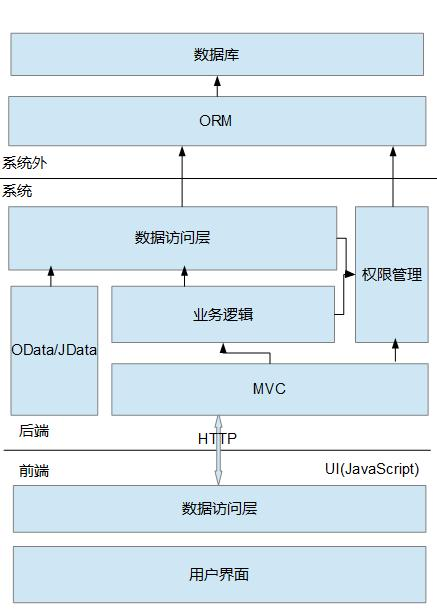 数据库
ORM
系统外
系统
数据访问层
权限管理
业务逻辑
OData/JData
MVC
后端
HTTP
前端
UI(JavaScript)
数据访问层
用户界面